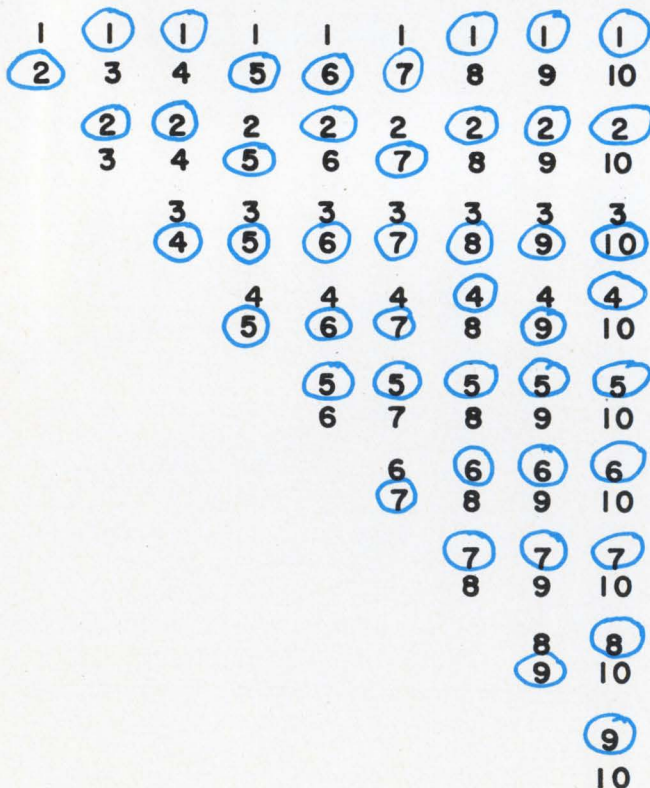 1 1 1 1 1 1 1 1 1
2 3 4 5 6 7 8 9 10
2 2 2 2 2 2 2 2
3 4 5 6 7 8 9 10
3 3 3 3 3 3 3
4 5 6 7 8 9 10
4 4 4 4 4 4
5 6 7 8 9 10
5 5 5 5 5
6 7 8 9 10
6 6 6 6
7 8 9 10
7 7 7
8 9 10
8 8
9 10
9
10